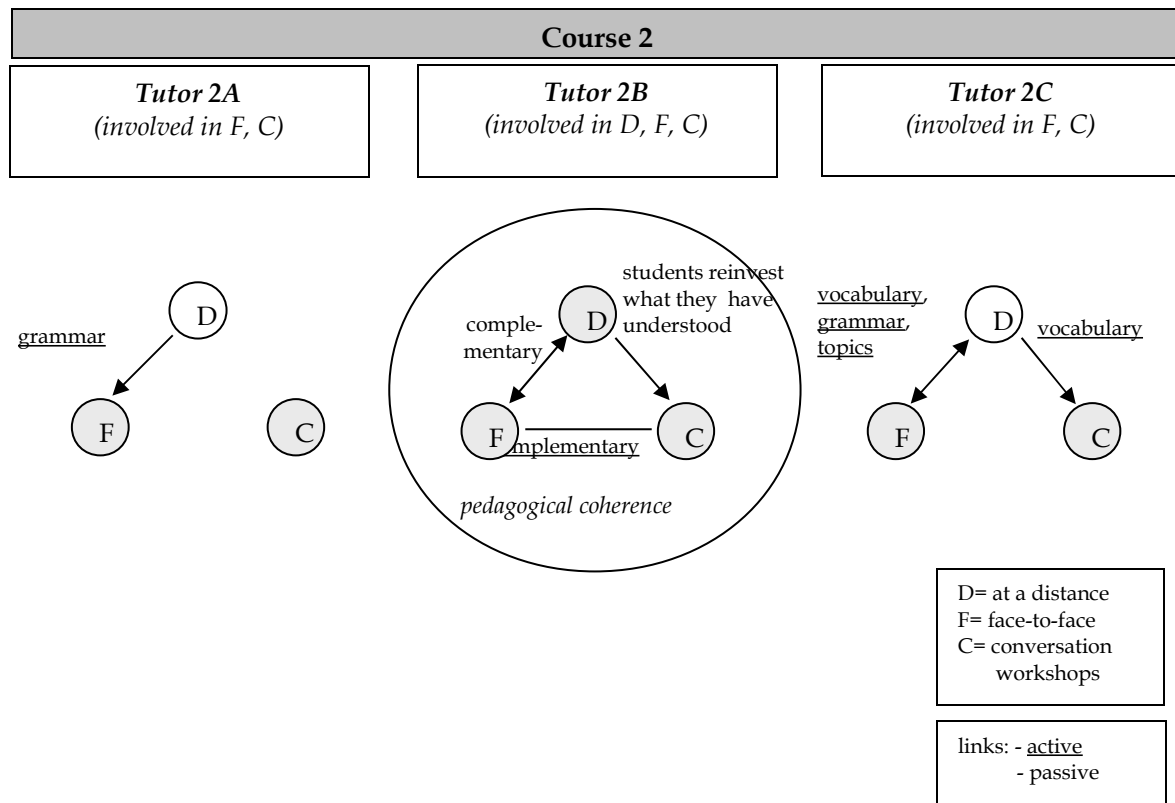 Course 2
Tutor 2A
(involved in F, C)
Tutor 2B
(involved in D, F, C)
Tutor 2C
(involved in F, C)
grammar
D
F
C
students reinvest
what they have
understood
comple-
mentary
D
F
C
mplementary
pedagogical coherence
vocabulary,
grammar,
topics
D
vocabulary
F
C
D= at a distance
F= face-to-face
C= conversation
workshops
links: - active
- passive